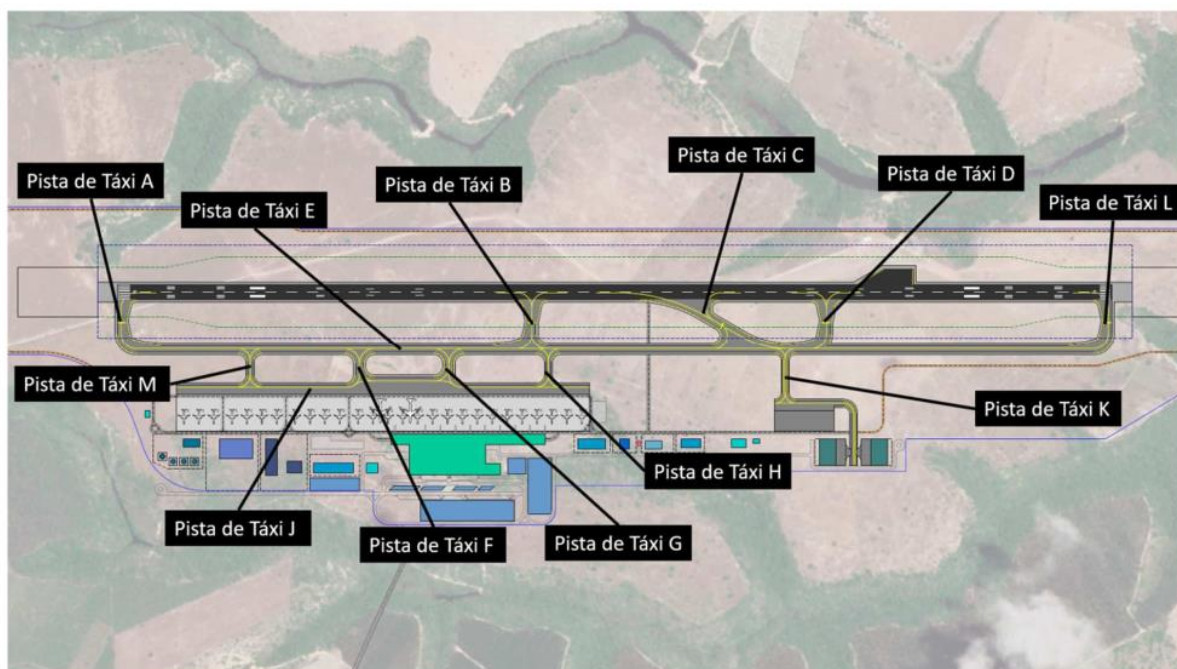 Pista de Táxi C
Pista de Táxi A
Pista de Táxi B
Pista de Táxi D
Pista de Táxi E
Pista de Táxi L
Pista de Táxi M
Pista de Táxi K
Pista de Táxi H
Pista de Táxi J
Pista de Táxi F
Pista de Táxi G